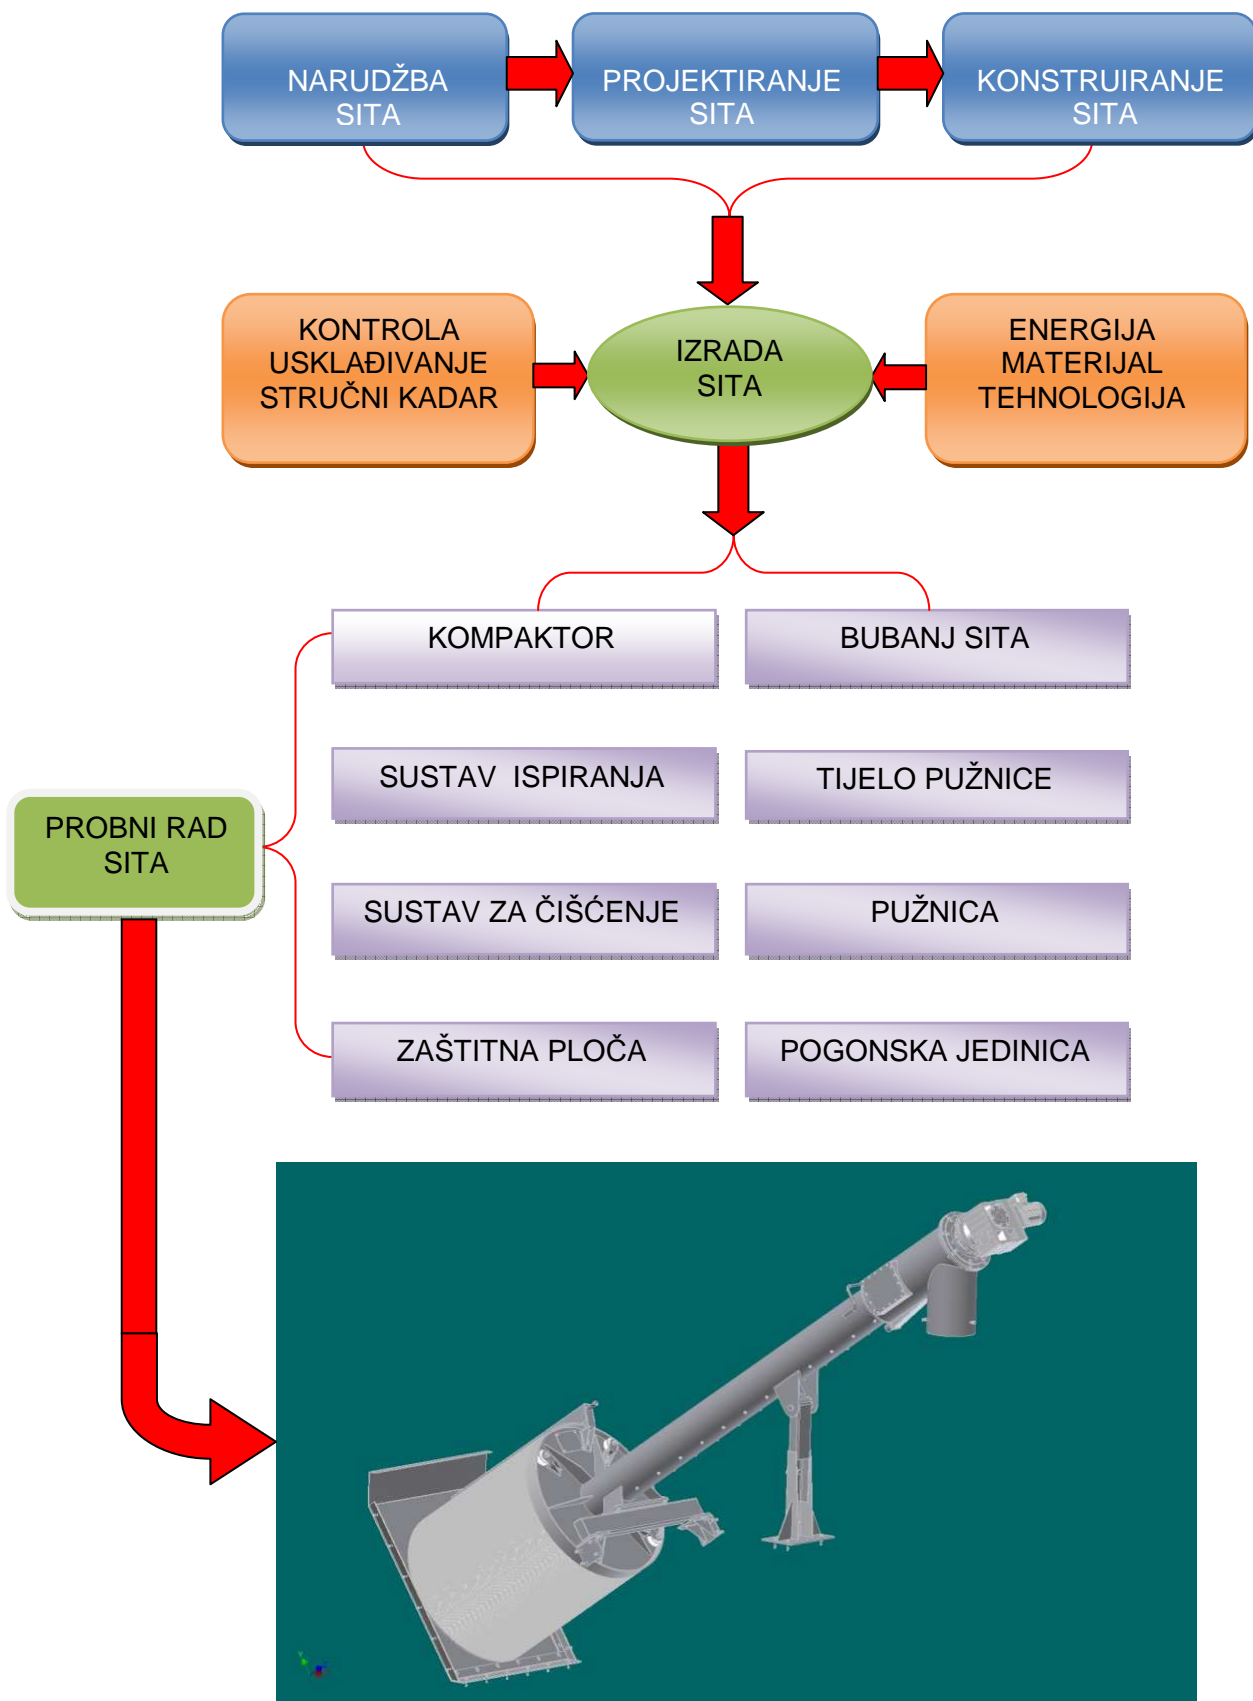 NARUDŽBA
SITA
PROJEKTIRANJE
SITA
KONSTRUIRANJE
SITA
KONTROLA
USKLAĐIVANJE
STRUČNI KADAR
IZRADA
SITA
ENERGIJA
MATERIJAL
TEHNOLOGIJA
KOMPAKTOR
BUBANJ SITA
SUSTAV  ISPIRANJA
TIJELO PUŽNICE
PROBNI RAD
SITA
SUSTAV ZA ČIŠĆENJE
PUŽNICA
ZAŠTITNA PLOČA
POGONSKA JEDINICA